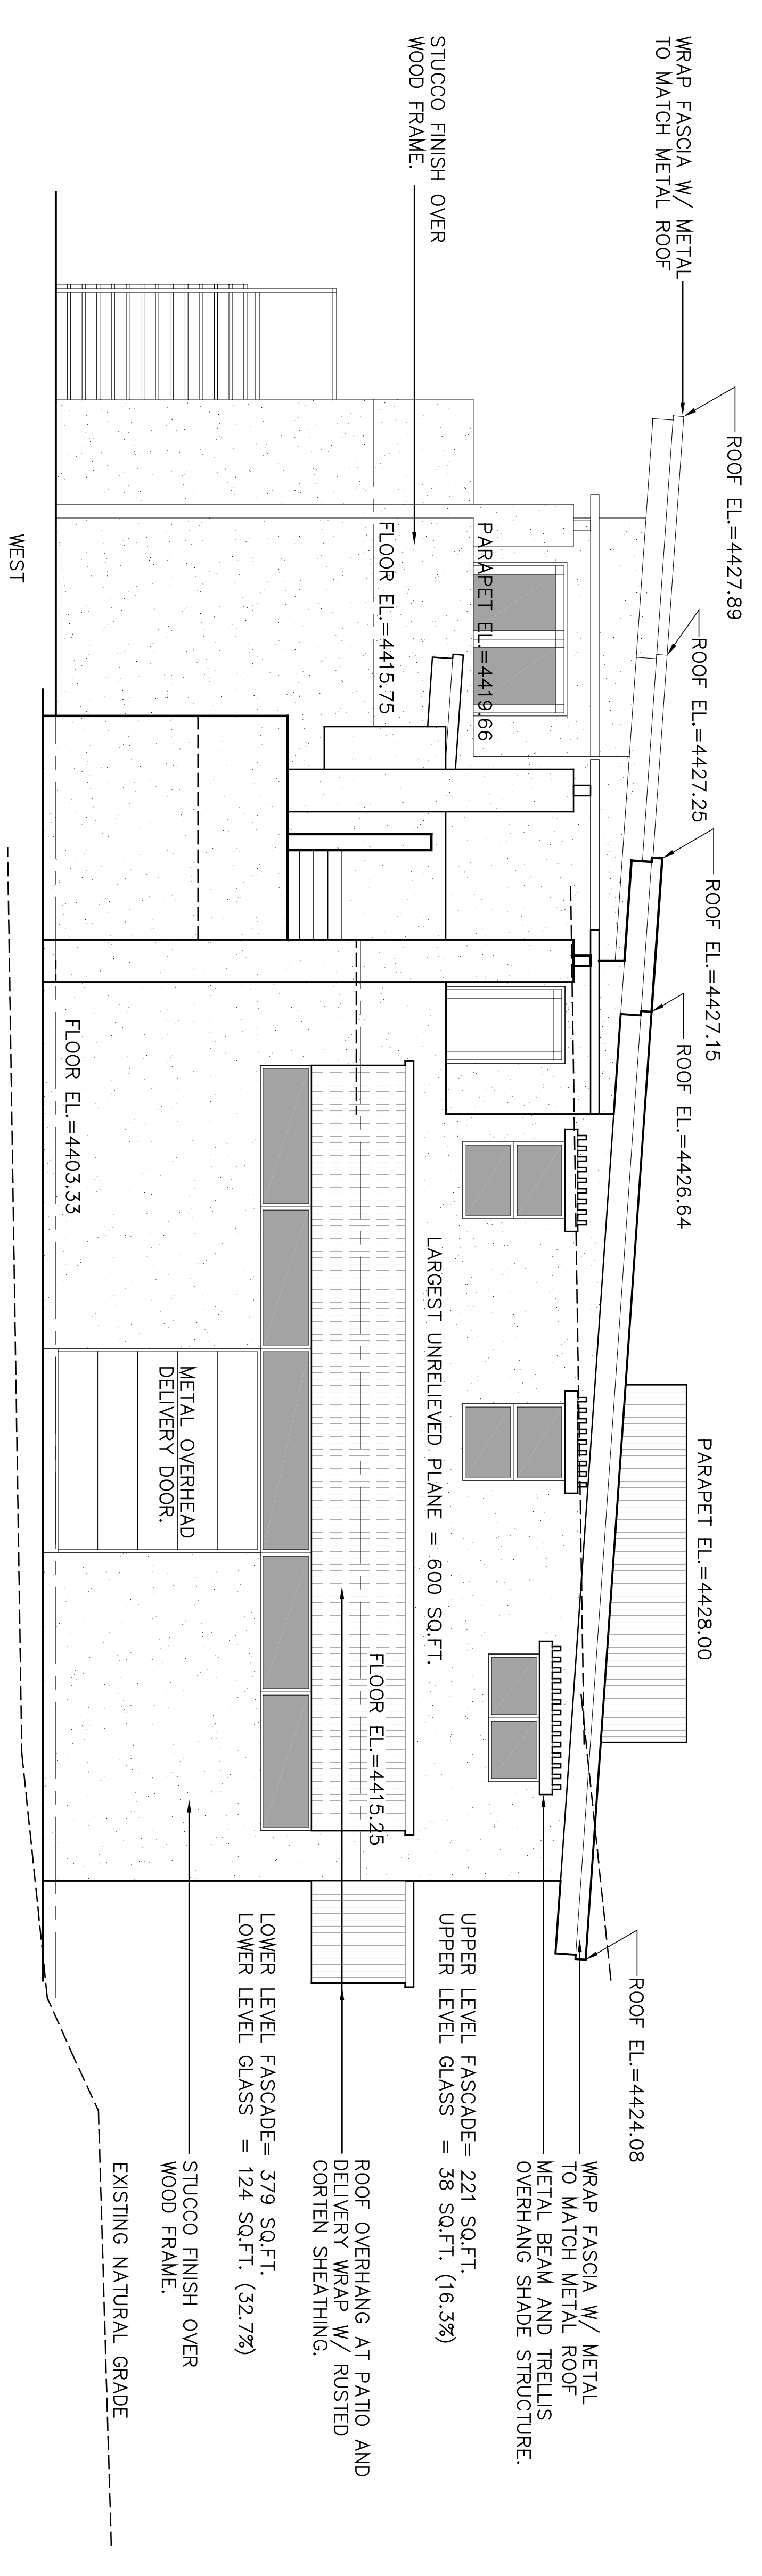 WRAP FASCIA W/ METAL
TO MATCH METAL ROOF
STUCCO FINISH OVER
WOOD FRAME.
ROOF EL.=4427.89
ROOF EL.=4427.25
ROOF EL.=4427.15
ROOF EL.=4426.64
PARAPET EL.=4428.00
ROOF EL.=4424.08
PARAPET EL.=4419.66
FLOOR EL.=4415.75
LARGEST UNRELIEVED PLANE = 600 SQ.FT.
FLOOR EL.=4415.25
METAL OVERHEAD
DELIVERY DOOR.
FLOOR EL.=4403.33
WRAP FASCIA W/ METAL
TO MATCH METAL ROOF
METAL BEAM AND TRELLIS
OVERHANG SHADE STRUCTURE.
UPPER LEVEL FASCADE= 221 SQ.FT.
UPPER LEVEL GLASS = 38 SQ.FT. (16.3%)
ROOF OVERHANG AT PATIO AND
DELIVERY WRAP W/ RUSTED
CORTEN SHEATHING.
LOWER LEVEL FASCADE= 379 SQ.FT.
LOWER LEVEL GLASS = 124 SQ.FT. (32.7%)
STUCCO FINISH OVER
WOOD FRAME.
EXISTING NATURAL GRADE
WEST